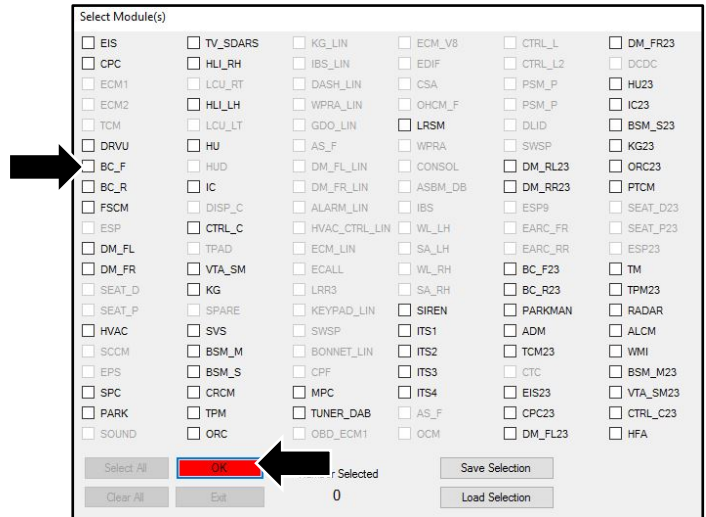 Select Module(s)
EIS TV_SDARS KG_LIN ECM_V8 CTRL_L DM_FR23
CPC HLI_RH IBS_LIN EDIF CTRL_L2 DCDC
ECM1 LCU_RT DASH_LIN CSA PSM_P HU23
ECM2 HLI_LH WPRA_LIN OHCM_F PSM_P IC23
TCM LCU_LT GDO_LIN LRSM DLID BSM_S23
DRVU HU AS_F WPRA SWSP KG23
BC_F HUD DM_FL_LIN CONSOL DM_RL23 ORC23
BC_R IC DM_FR_LIN ASBM_DB DM_RR23 PTCM
FSCM DISP_C ALARM_LIN IBS ESP9 SEAT_D23
ESP CTRL_C HVAC_CTRL_LIN WL_LH EARC_FR SEAT_P23
DM_FL TPAD ECM_LIN SA_LH EARC_RR ESP23
DM_FR VTA_SM ECALL WL_RH BC_F23 TM
SEAT_D KG LRR3 SA_RH BC_R23 TPM23
SEAT_P SPARE KEYPAD_LIN SIREN PARKMAN RADAR
HVAC SVS SWSP ITS1 ADM ALCM
SCCM BSM_M BONNET_LIN ITS2 TCM23 WMI
EPS BSM_S CPF ITS3 CTC BSM_M23
SPC CRCM MPC ITS4 EIS23 VTA_SM23
PARK TPM TUNER_DAB AS_F CPC23 CTRL_C23
SOUND ORC OBD_ECM1 OCM DM_FL23 HFA
Select All OK Selected Save Selection
Clear All Exit 0 Load Selection